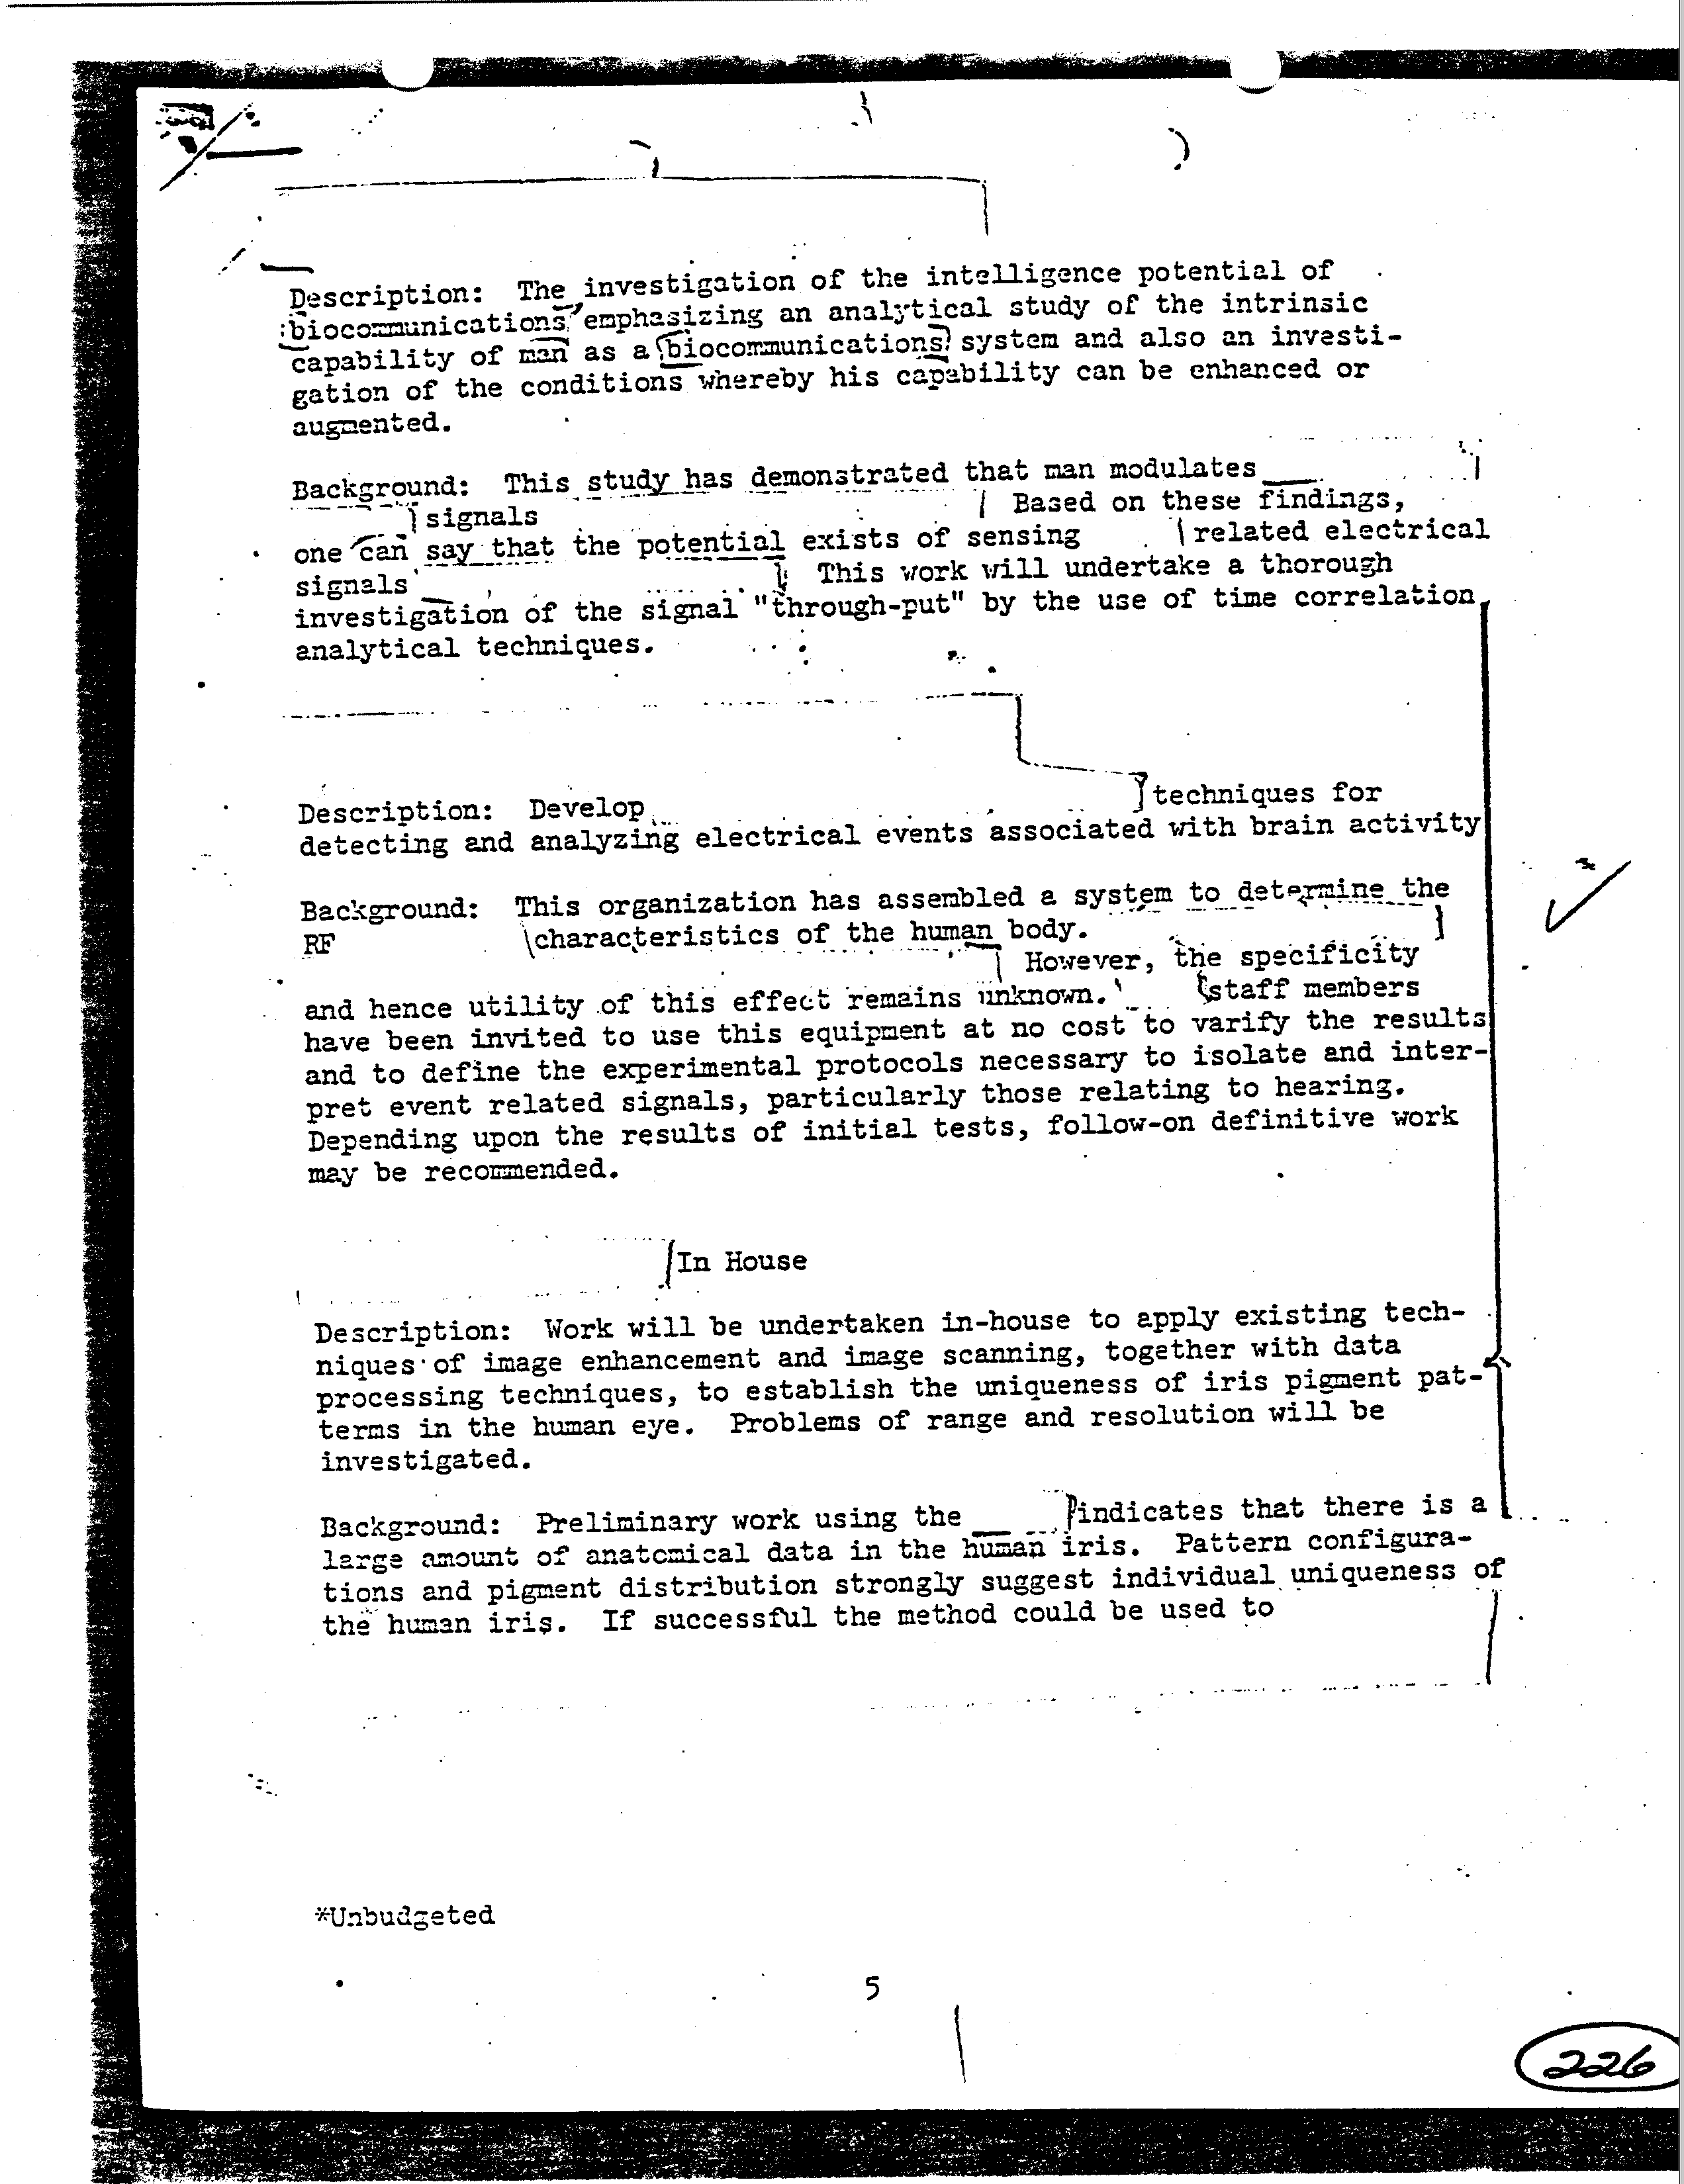 Description: The investigation of the intelligence potential of
biocommunications emphasizing an analytical study of the intrinsic
capability of man as a biocommunications system and also an investi-
gation of the conditions whereby his capability can be enhanced or
augmented.
Background: This study has demonstrated that man modulates
signals Based on these findings,
one can say that the potential exists of sensing related electrical
signals This work will undertake a thorough
investigation of the signal "through-put" by the use of time correlation
analytical techniques.
Description: Develop techniques for
detecting and analyzing electrical events associated with brain activity
Background: This organization has assembled a system to determine the
RF characteristics of the human body.
However, the specificity
and hence utility of this effect remains unknown. staff members
have been invited to use this equipment at no cost to varify the results
and to define the experimental protocols necessary to isolate and inter-
pret event related signals, particularly those relating to hearing.
Depending upon the results of initial tests, follow-on definitive work
may be recommended.
In House
Description: Work will be undertaken in-house to apply existing tech-
niques of image enhancement and image scanning, together with data
processing techniques, to establish the uniqueness of iris pigment pat-
terms in the human eye. Problems of range and resolution will be
investigated.
Background: Preliminary work using the indicates that there is a
large amount of anatomical data in the human iris. Pattern configura-
tions and pigment distribution strongly suggest individual uniqueness of
the human iris. If successful the method could be used to
*Unbudgeted
5
226